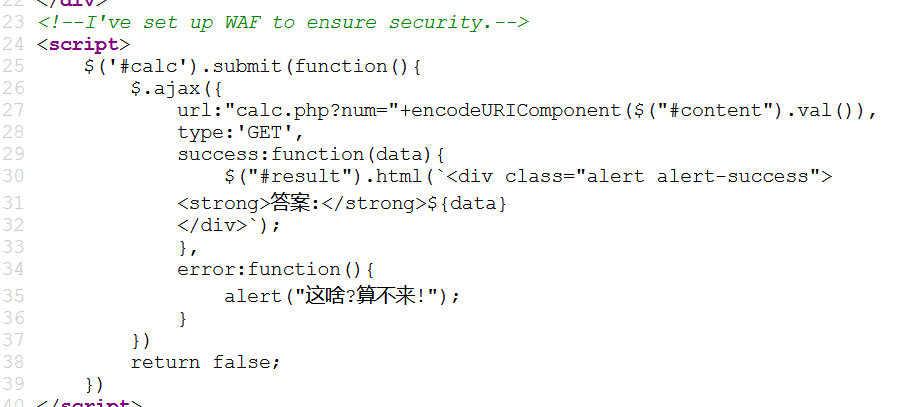 22 </div>
23 <!--I've set up WAF to ensure security.-->
24 <script>
25     $('#calc').submit(function(){
26         $.ajax({
27             url:"calc.php?num="+encodeURIComponent($("#content").val()),
28             type:'GET',
29             success:function(data){
30                 $("#result").html(`<div class="alert alert-success">
31             <strong>答案:</strong>${data}
32             </div>`);
33             },
34             error:function(){
35                 alert("这啥?算不来!");
36             }
37         })
38         return false;
39     })
40 </script>